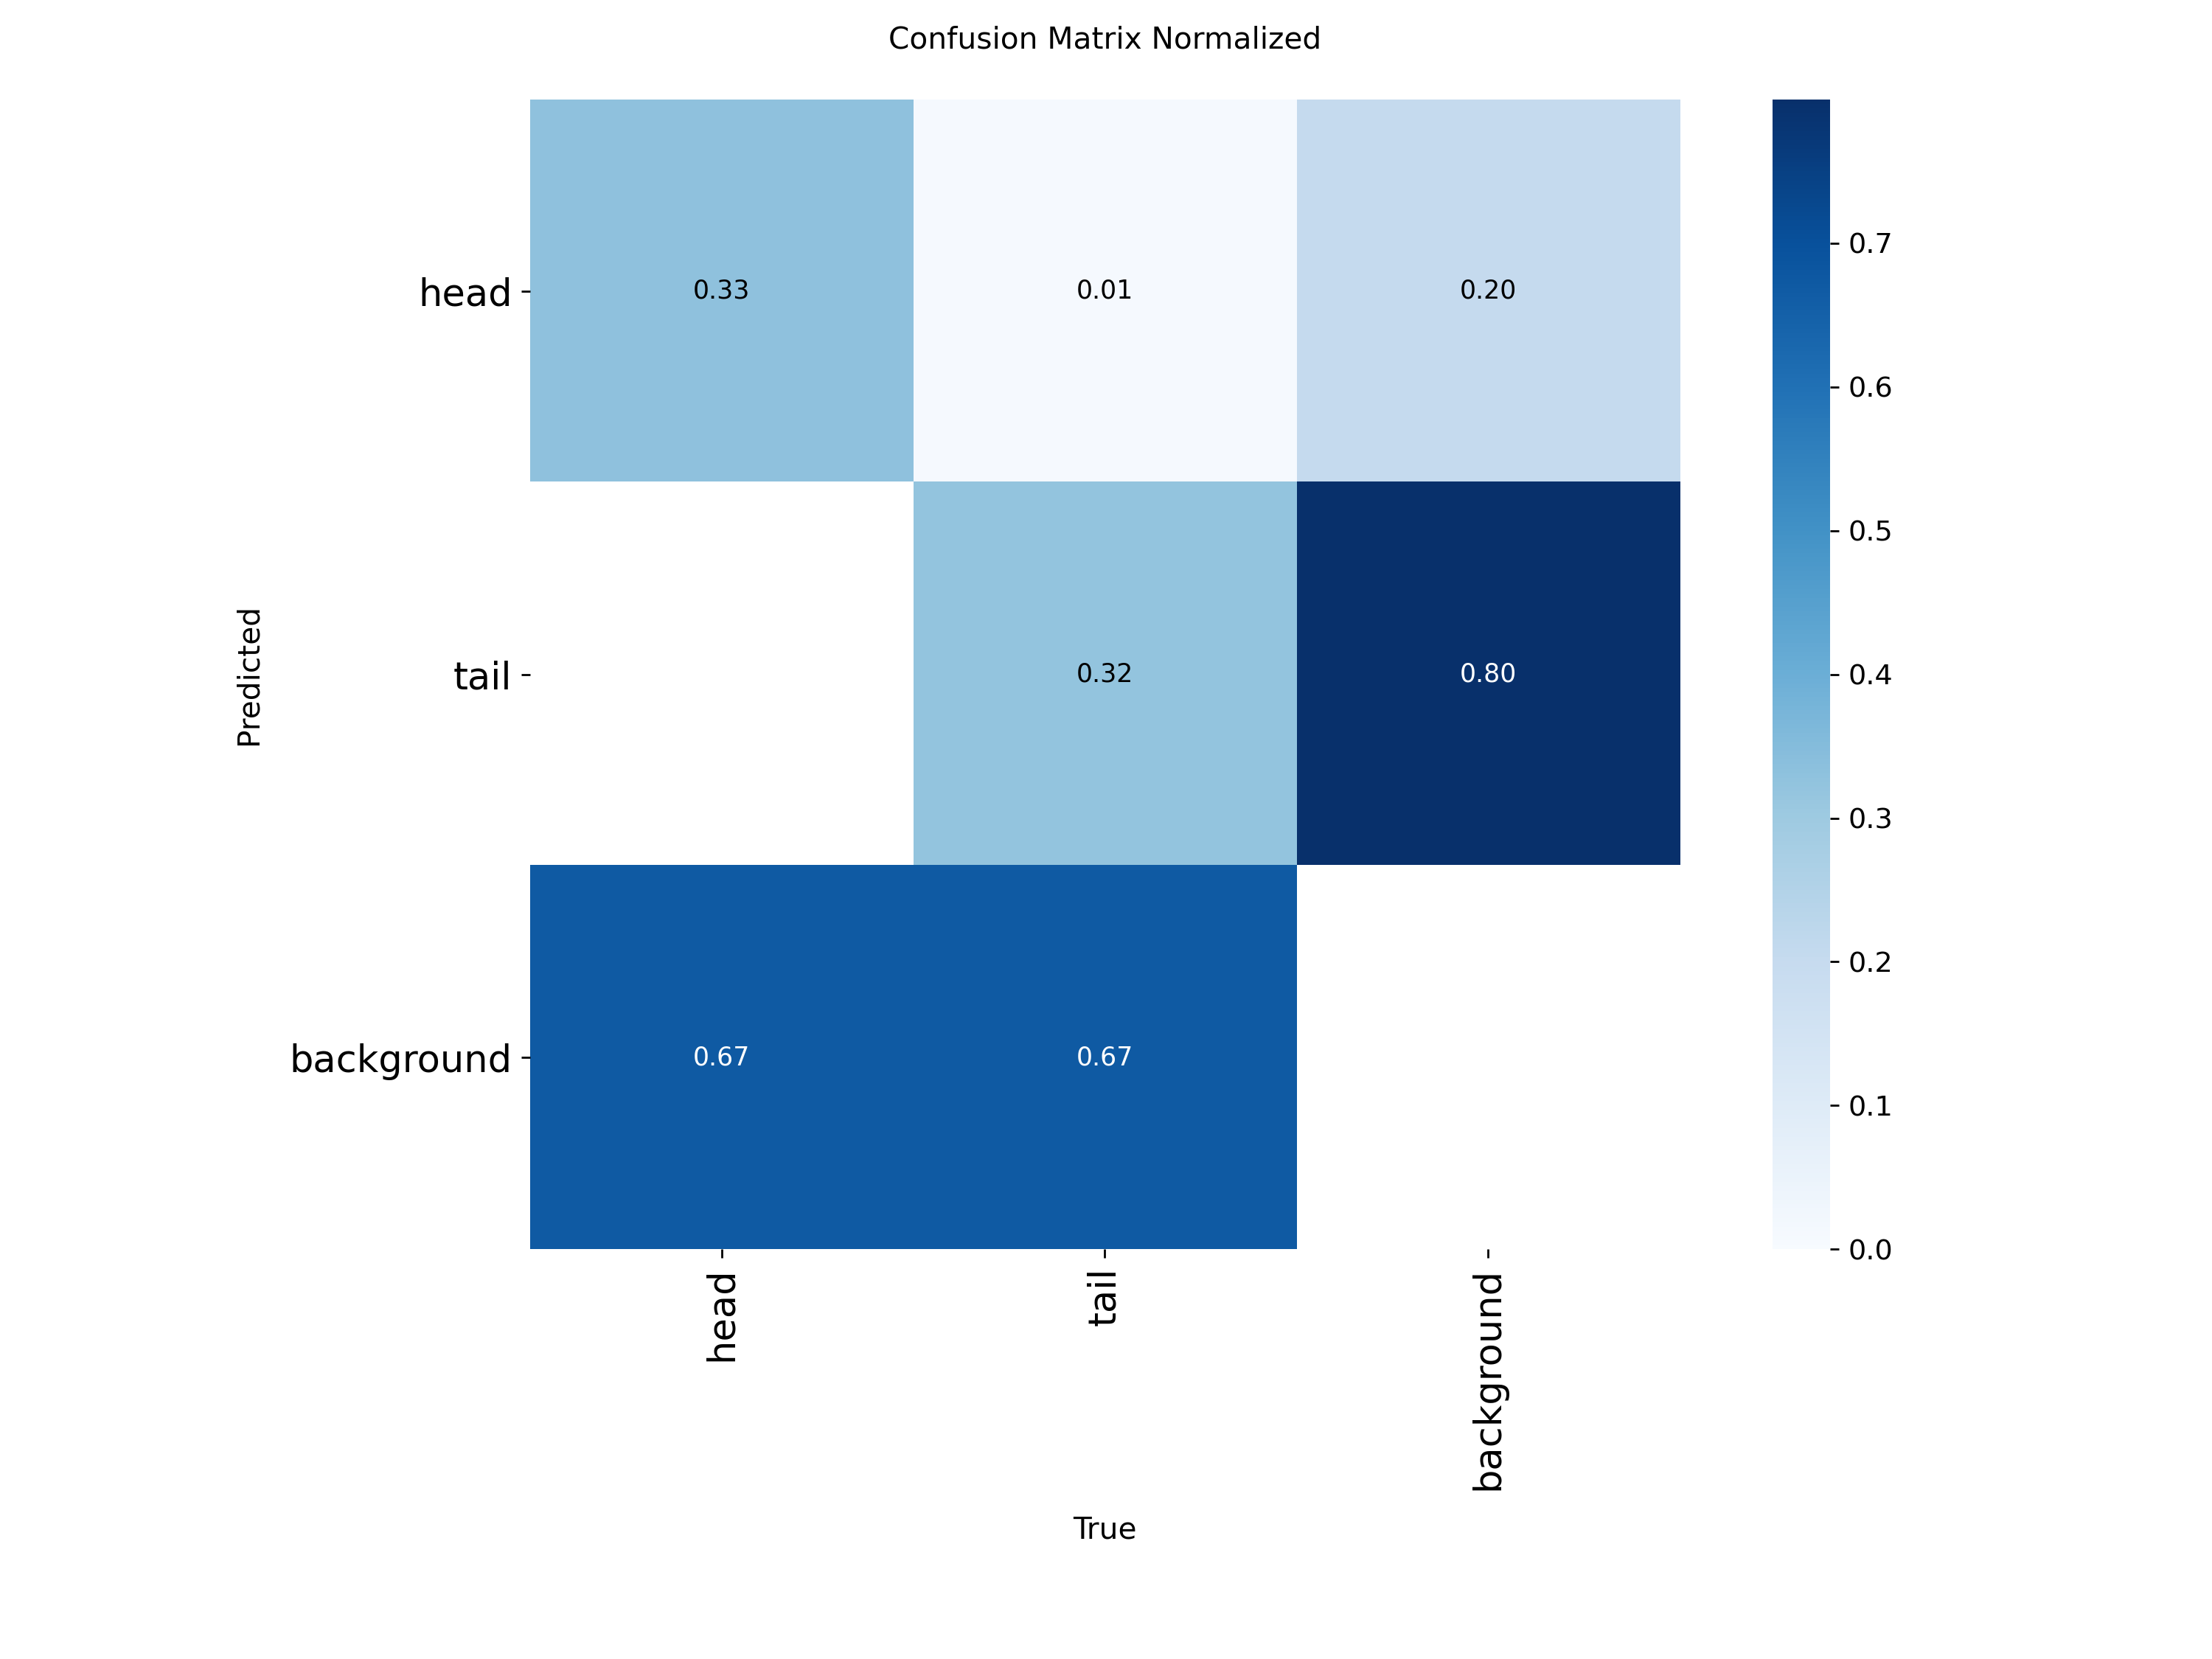 Confusion Matrix Normalized
head
0.33
0.01
0.20
tail
0.32
0.80
background
0.67
0.67
Predicted
head
tail
background
True
0.7
0.6
0.5
0.4
0.3
0.2
0.1
0.0